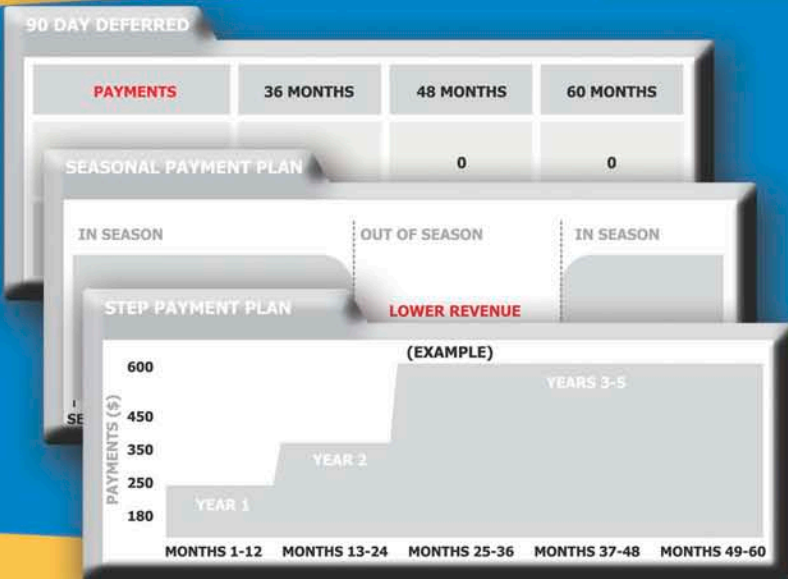 90 DAY DEFERRED
PAYMENTS 36 MONTHS 48 MONTHS 60 MONTHS
0 0
SEASONAL PAYMENT PLAN
IN SEASON OUT OF SEASON IN SEASON
LOWER REVENUE
SE
STEP PAYMENT PLAN
(EXAMPLE)
PAYMENTS ($)
600
450
350
250
180
YEAR 1
YEAR 2
YEARS 3-5
MONTHS 1-12 MONTHS 13-24 MONTHS 25-36 MONTHS 37-48 MONTHS 49-60